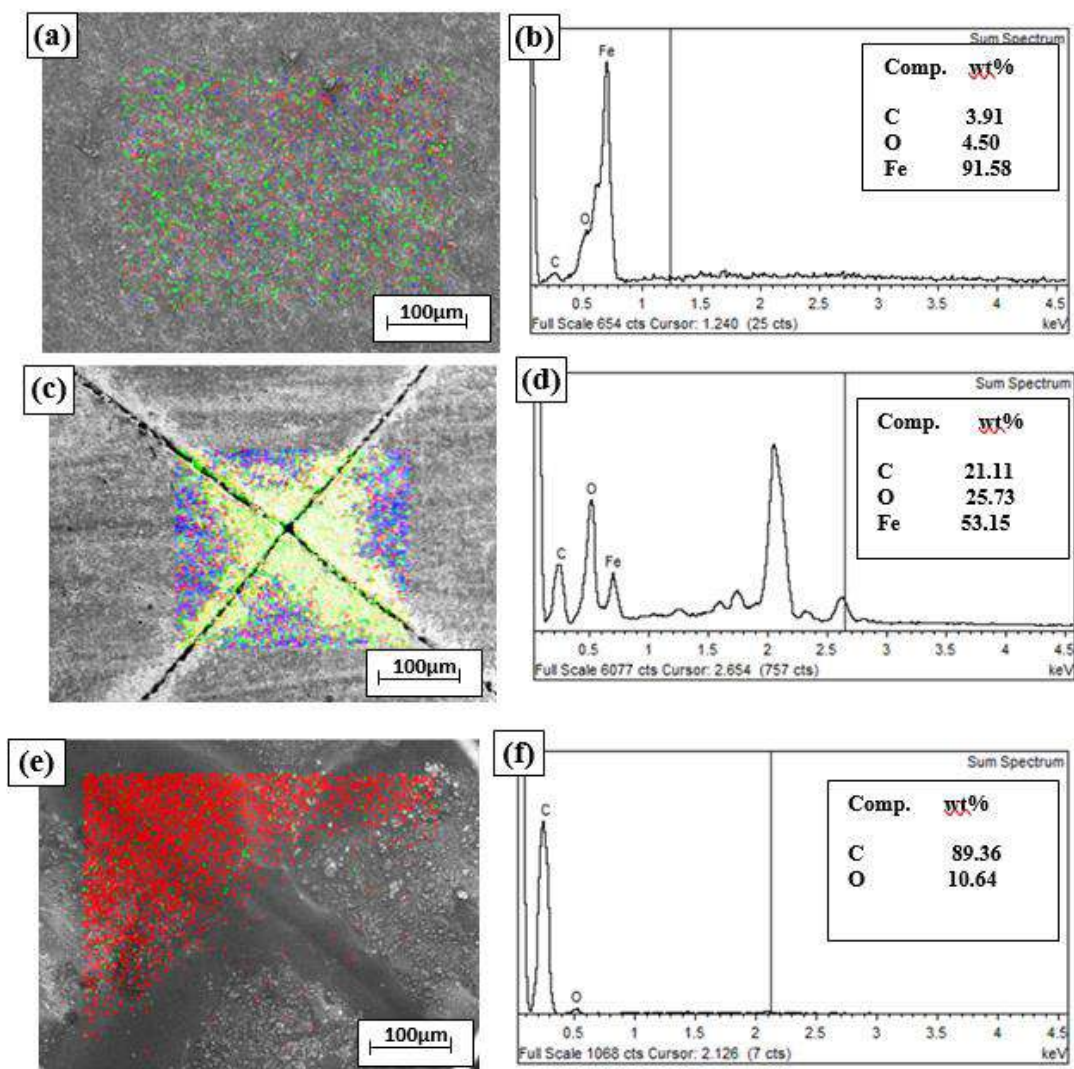 (a)
100µm
(b)
Sum Spectrum
Fe
O
C
Comp. wt%
C 3.91
O 4.50
Fe 91.58
0.5 1 1.5 2 2.5 3 3.5 4 4.5
Full Scale 654 cts Cursor: 1.240 (25 cts) keV
(c)
100µm
(d)
Sum Spectrum
C
O
Fe
Comp. wt%
C 21.11
O 25.73
Fe 53.15
0.5 1 1.5 2 2.5 3 3.5 4 4.5
Full Scale 6077 cts Cursor: 2.654 (757 cts) keV
(e)
100µm
(f)
Sum Spectrum
C
O
Comp. wt%
C 89.36
O 10.64
0.5 1 1.5 2 2.5 3 3.5 4 4.5
Full Scale 1068 cts Cursor: 2.126 (7 cts) keV